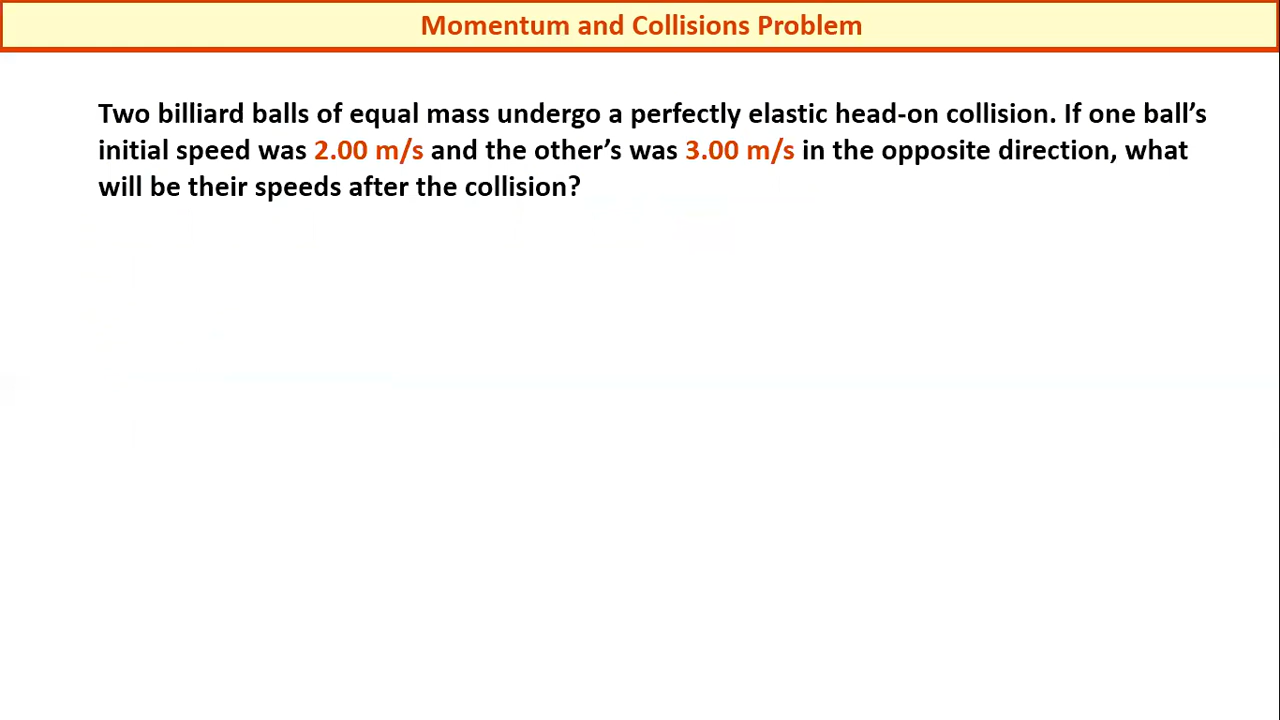 Momentum and Collisions Problem
Two billiard balls of equal mass undergo a perfectly elastic head-on collision. If one ball’s
initial speed was 2.00 m/s and the other’s was 3.00 m/s in the opposite direction, what
will be their speeds after the collision?